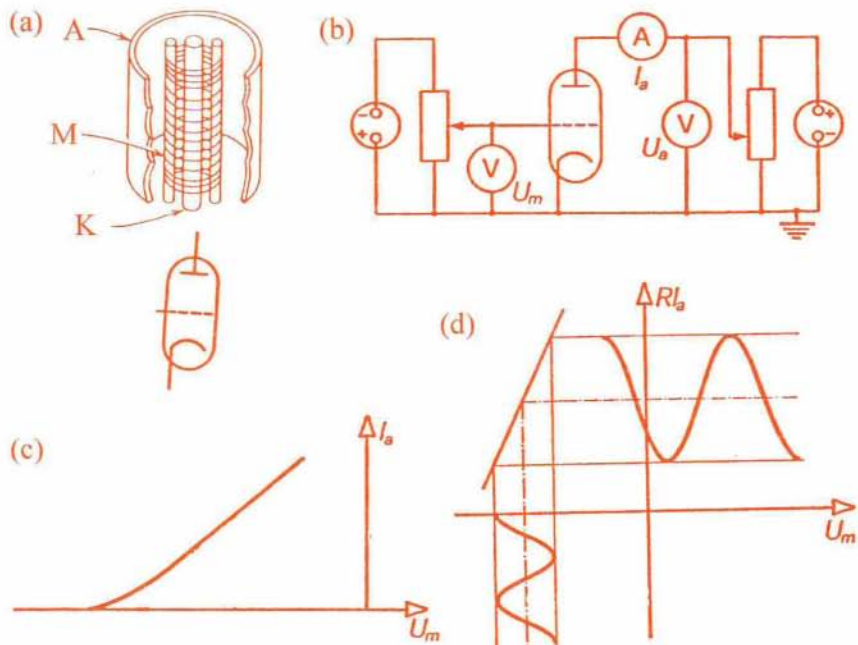 (a)
A
M
K
(b)
- +
A
I_a
V
U_m
V
U_a
+ -
(c)
I_a
U_m
(d)
RI_a
U_m